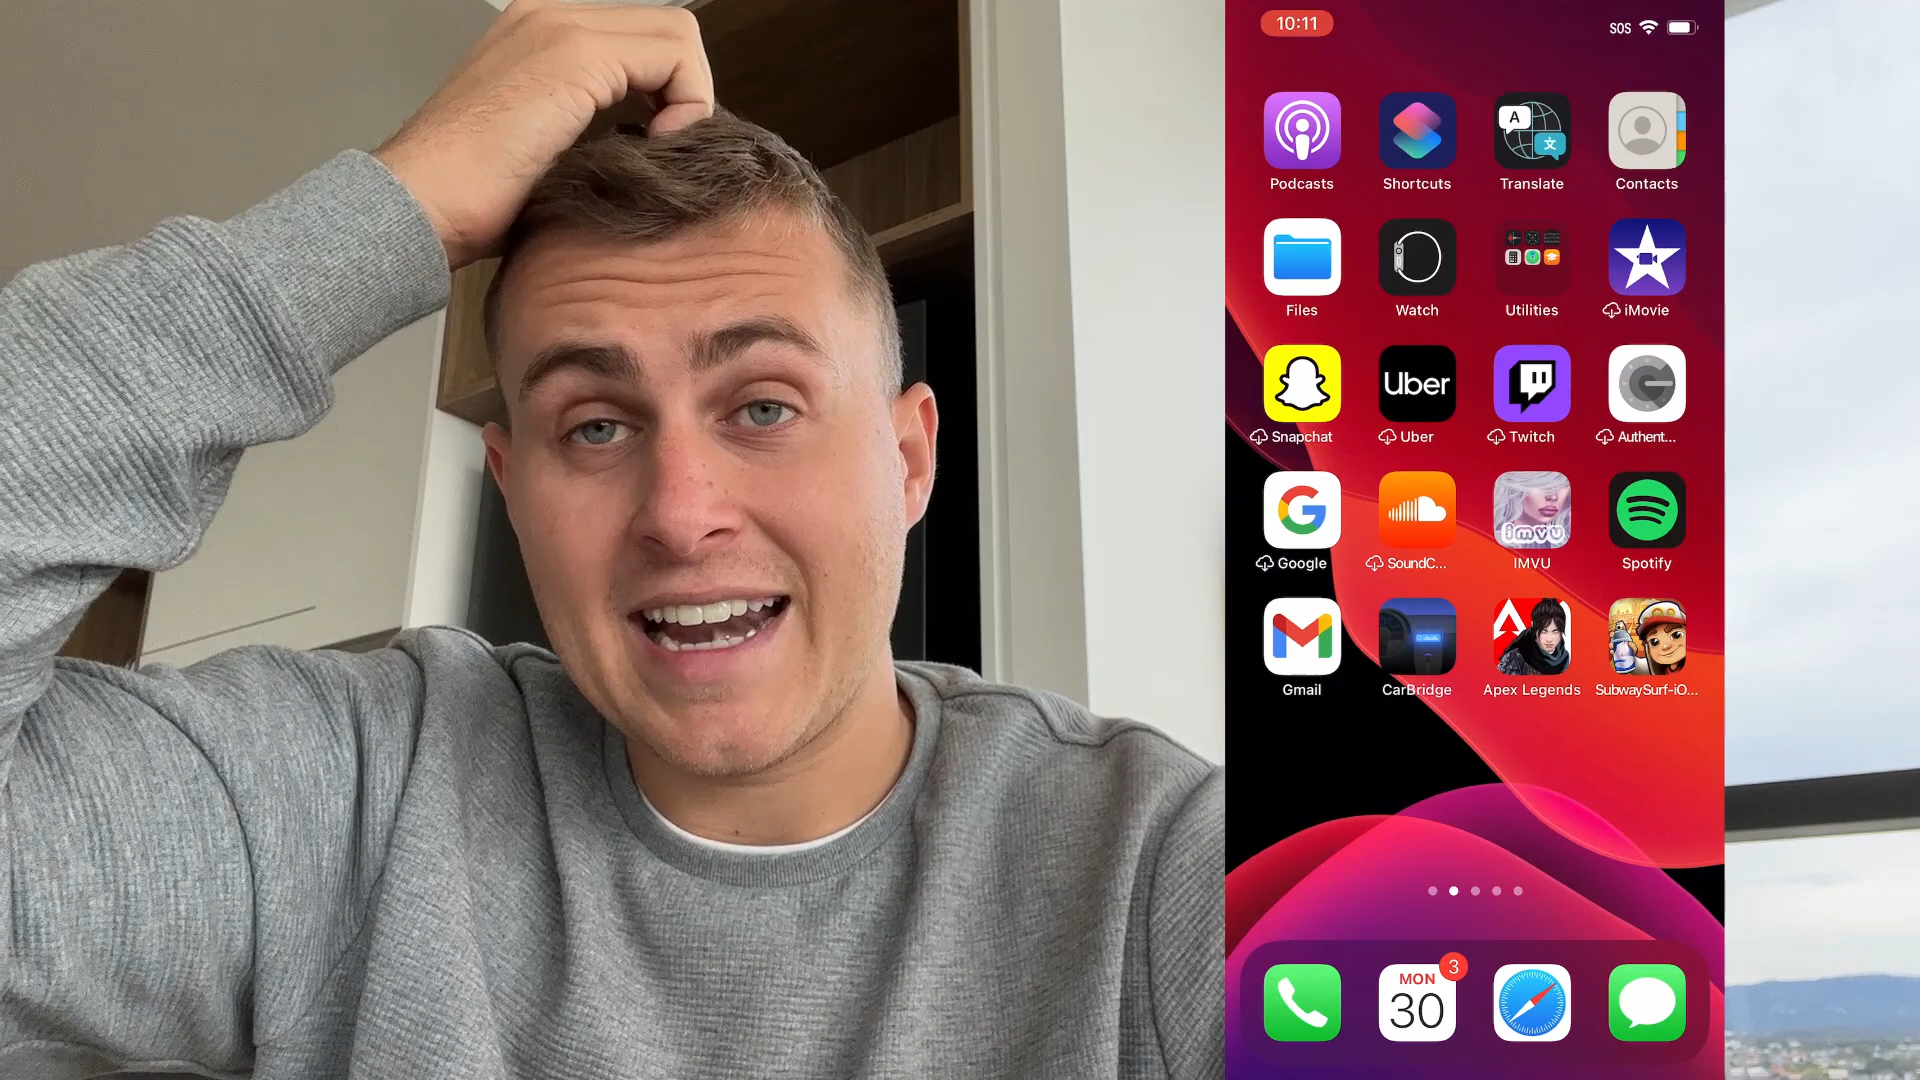 10:11
SOS
A
文
Podcasts
Shortcuts
Translate
Contacts
Files
Watch
Utilities
iMovie
Uber
Snapchat
Uber
Twitch
Authent...
imvu
Google
SoundC...
IMVU
Spotify
Gmail
CarBridge
Apex Legends
SubwaySurf-iO...
MON
3
30